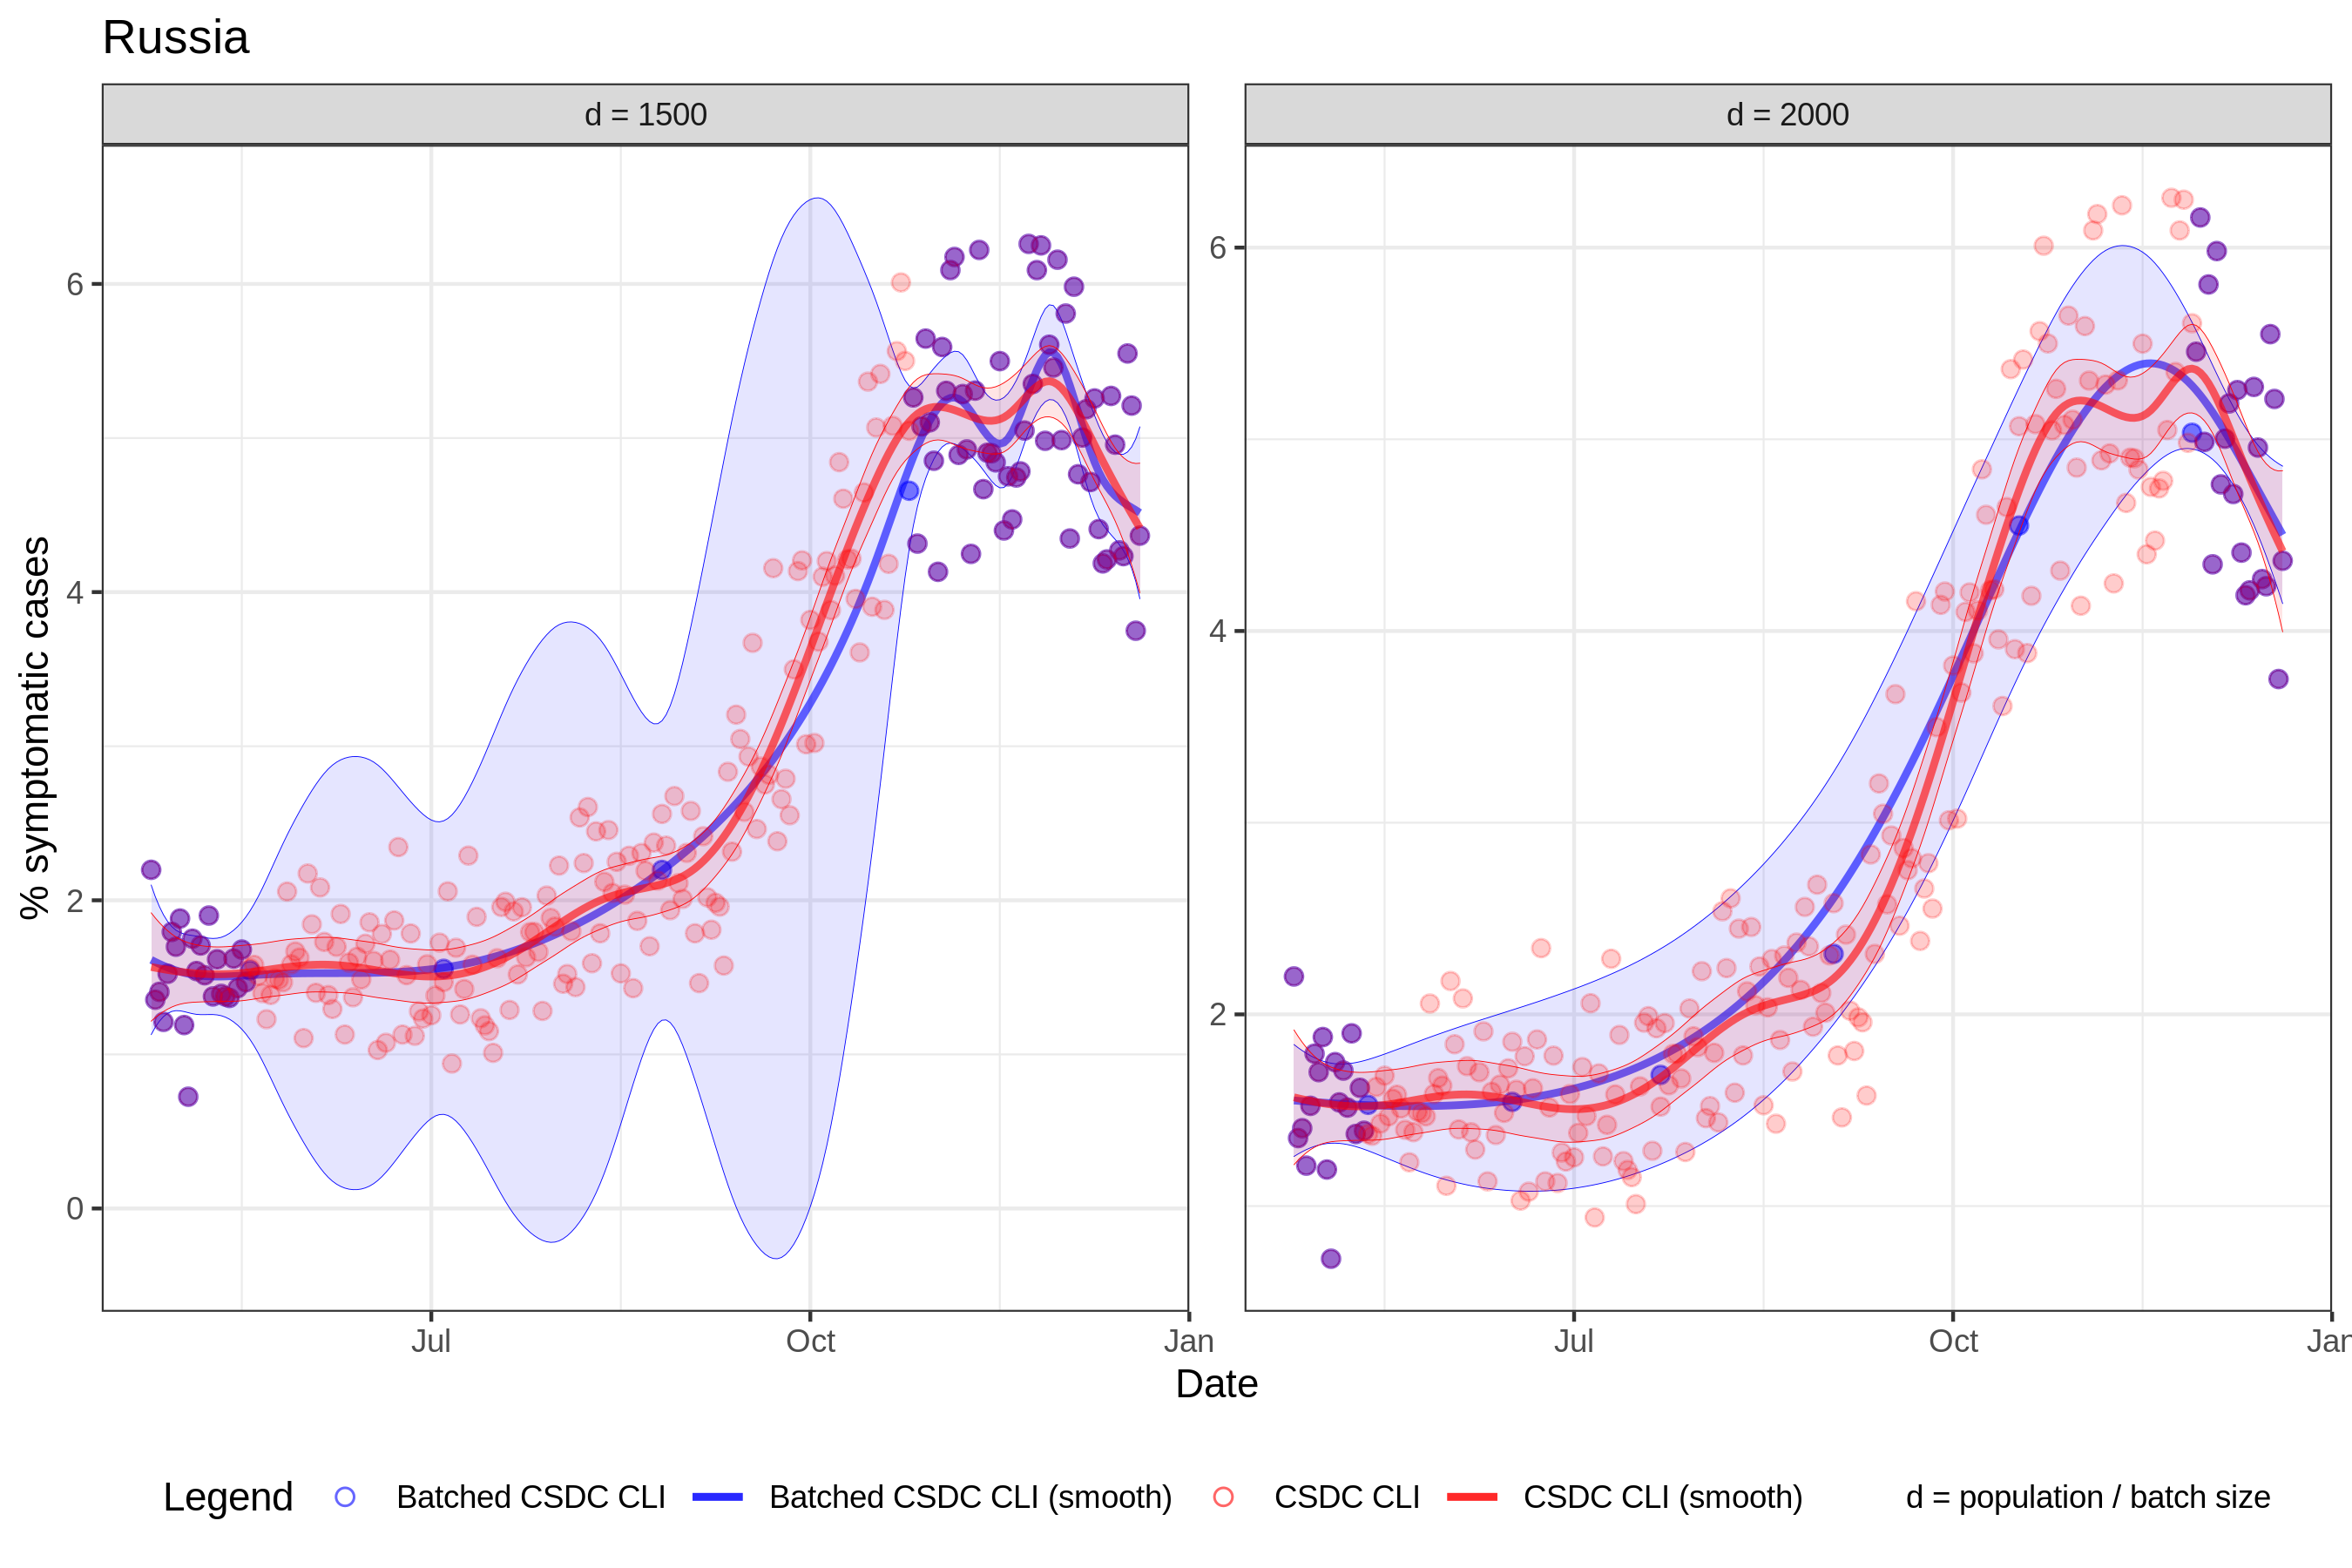 Russia
d = 1500
d = 2000
% symptomatic cases
6
4
2
0
6
4
2
Jul
Oct
Jan
Jul
Oct
Jan
Date
Legend
Batched CSDC CLI
Batched CSDC CLI (smooth)
CSDC CLI
CSDC CLI (smooth)
d = population / batch size